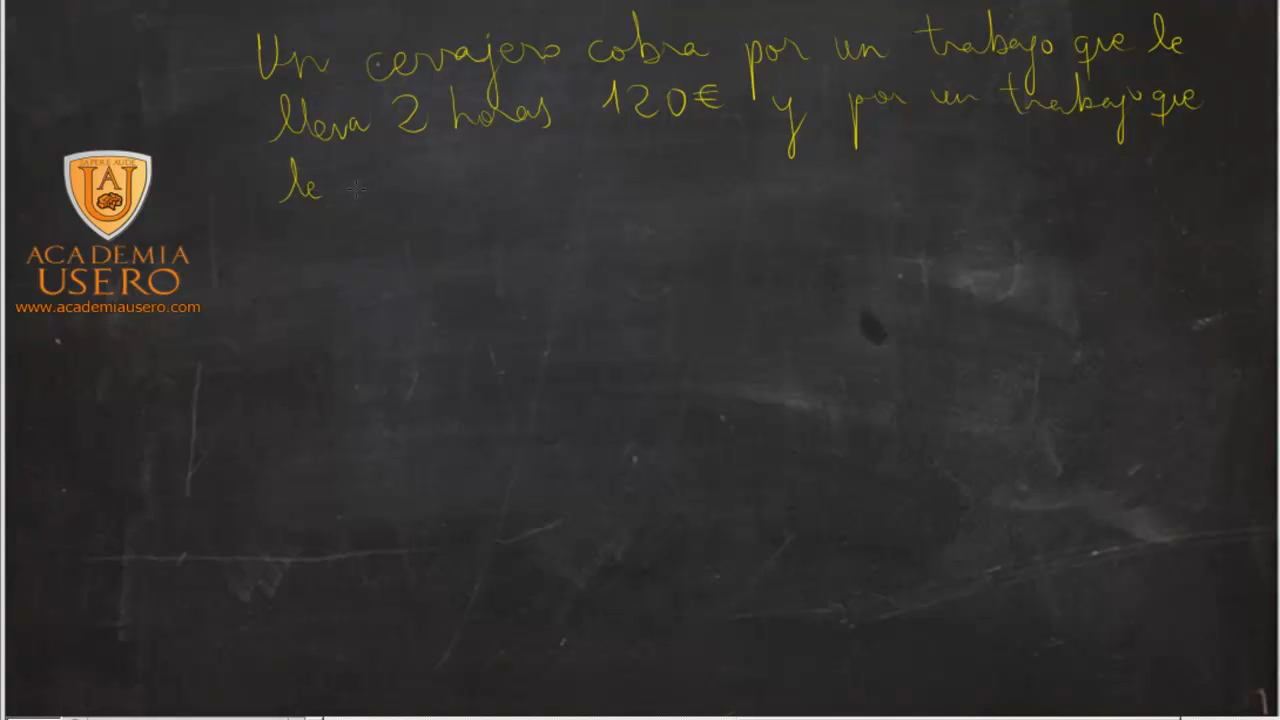 Un cerrajero cobra por un trabajo que le
lleva 2 horas 120€ y por un trabajo que
le
SAPERE AUDE
UA
ACADEMIA
USERO
www.academiausero.com